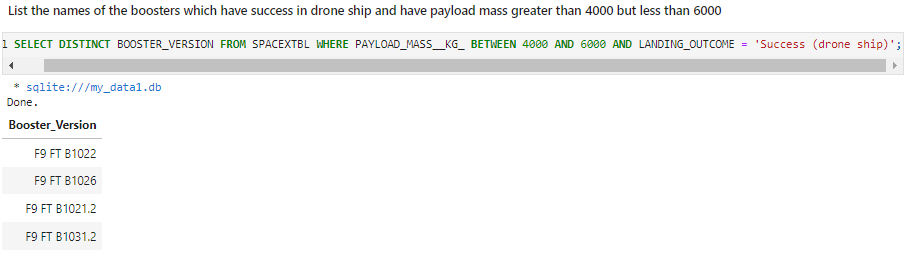 List the names of the boosters which have success in drone ship and have payload mass greater than 4000 but less than 6000
1 SELECT DISTINCT BOOSTER_VERSION FROM SPACEXTBL WHERE PAYLOAD_MASS__KG_ BETWEEN 4000 AND 6000 AND LANDING_OUTCOME = 'Success (drone ship)';
* sqlite:///my_data1.db
Done.
Booster_Version
F9 FT B1022
F9 FT B1026
F9 FT B1021.2
F9 FT B1031.2